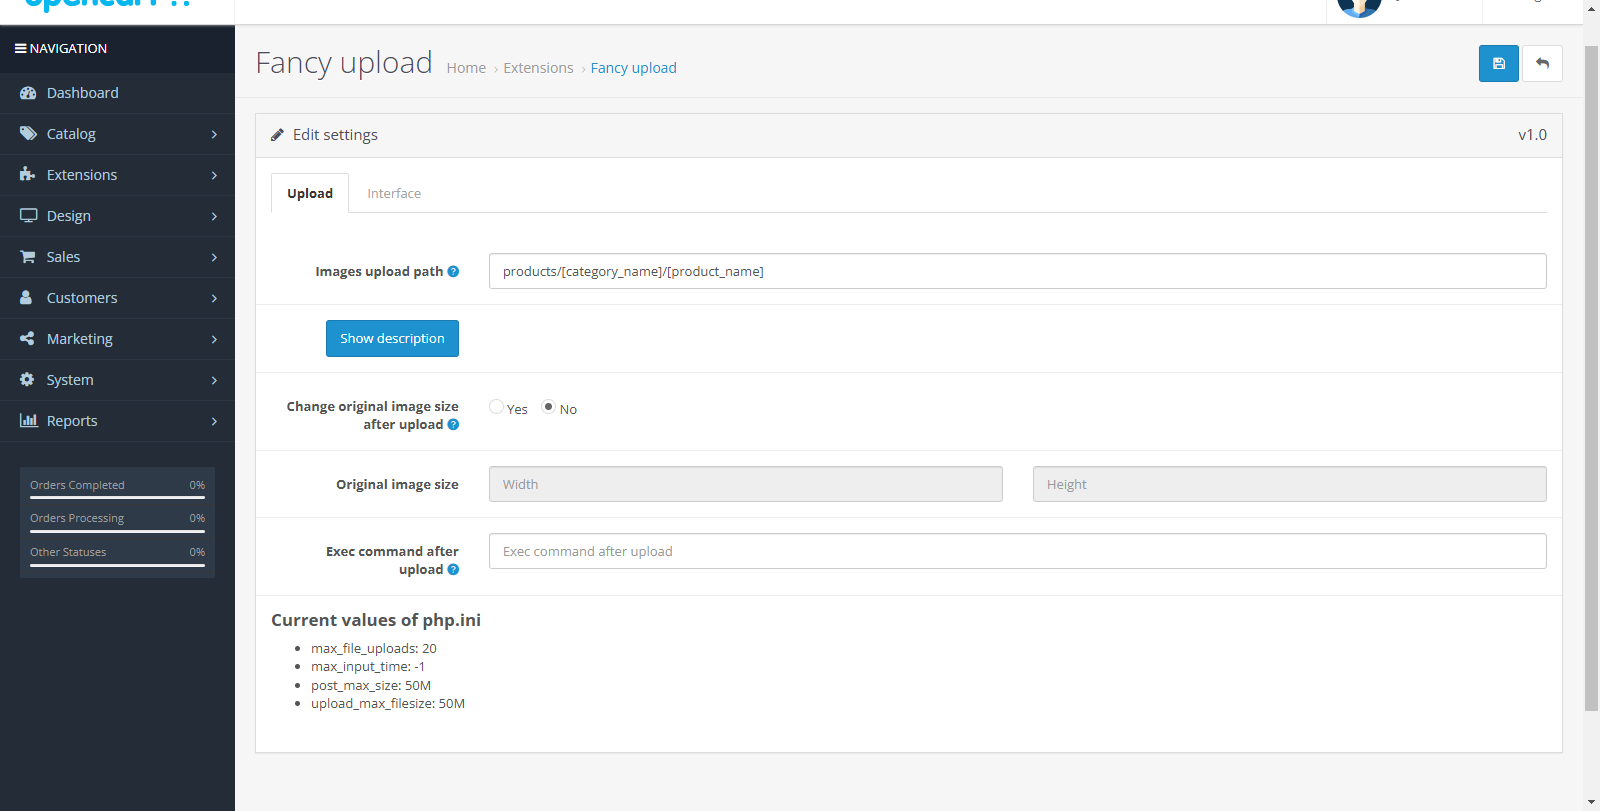 opencart
NAVIGATION
Dashboard
Catalog
Extensions
Design
Sales
Customers
Marketing
System
Reports
Orders Completed 0%
Orders Processing 0%
Other Statuses 0%
Fancy upload Home › Extensions › Fancy upload
Edit settings v1.0
Upload Interface
Images upload path ? products/[category_name]/[product_name]
Show description
Change original image size
after upload ? Yes No
Original image size Width Height
Exec command after
upload ? Exec command after upload
Current values of php.ini
• max_file_uploads: 20
• max_input_time: -1
• post_max_size: 50M
• upload_max_filesize: 50M